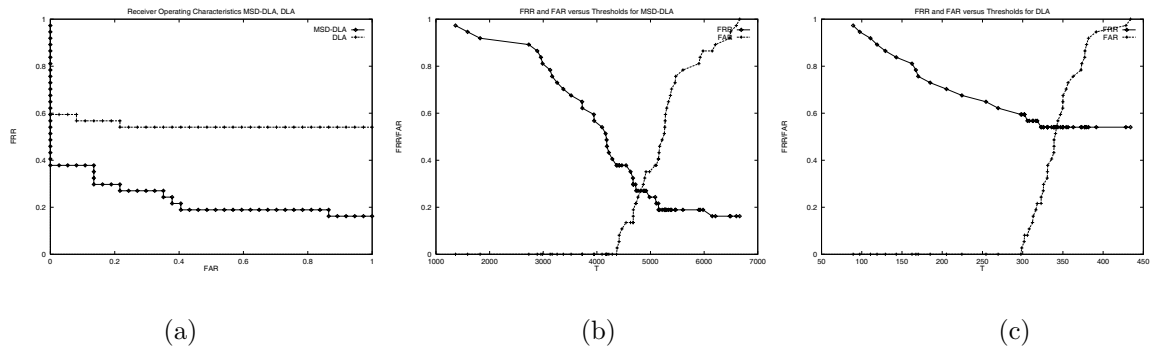 Receiver Operating Characteristics MSD-DLA, DLA
MSD-DLA
DLA
FRR
1
0.8
0.6
0.4
0.2
0
0 0.2 0.4 0.6 0.8 1
FAR
(a)
FRR and FAR versus Thresholds for MSD-DLA
FRR
FAR
FRR/FAR
1
0.8
0.6
0.4
0.2
0
1000 2000 3000 4000 5000 6000 7000
T
(b)
FRR and FAR versus Thresholds for DLA
FRR
FAR
FRR/FAR
1
0.8
0.6
0.4
0.2
0
50 100 150 200 250 300 350 400 450
T
(c)